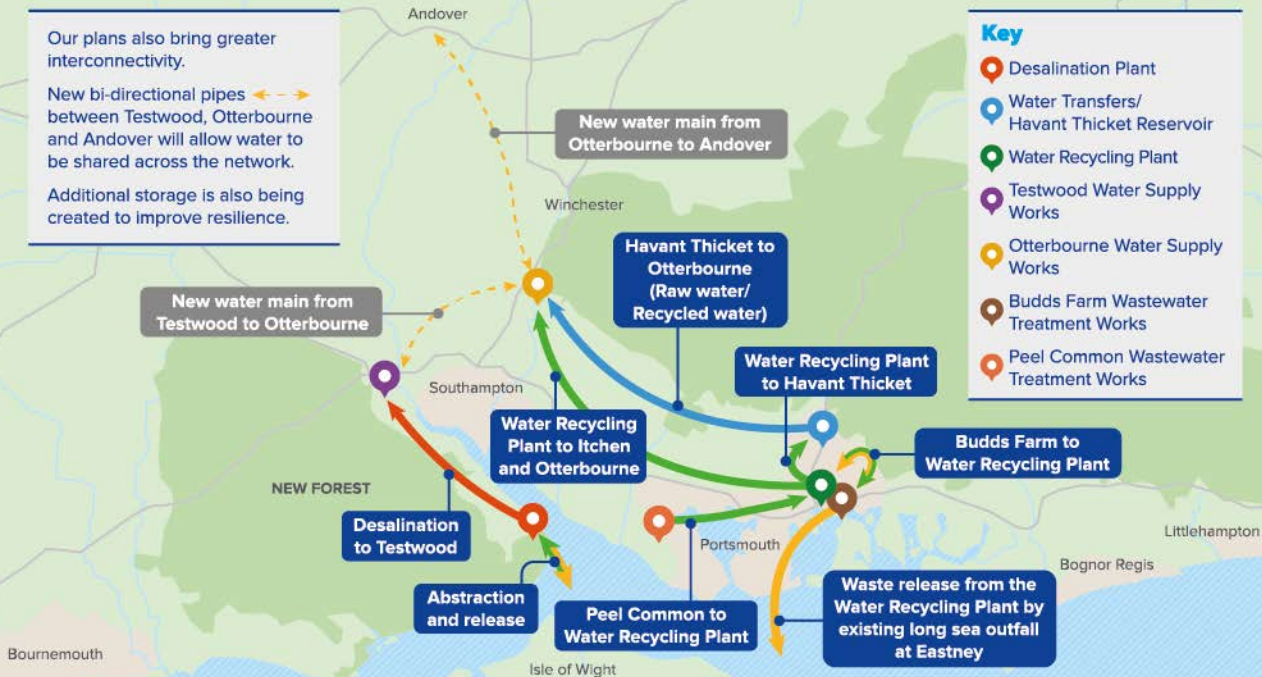 Our plans also bring greater
interconnectivity.
New bi-directional pipes
between Testwood, Otterbourne
and Andover will allow water to
be shared across the network.
Additional storage is also being
created to improve resilience.
Andover
New water main from
Otterbourne to Andover
Key
Desalination Plant
Water Transfers/
Havant Thicket Reservoir
Water Recycling Plant
Testwood Water Supply
Works
Otterbourne Water Supply
Works
Budds Farm Wastewater
Treatment Works
Peel Common Wastewater
Treatment Works
Winchester
Havant Thicket to
Otterbourne
(Raw water/
Recycled water)
New water main from
Testwood to Otterbourne
Southampton
Water Recycling Plant
to Havant Thicket
Water Recycling
Plant to Itchen
and Otterbourne
Budds Farm to
Water Recycling Plant
NEW FOREST
Desalination
to Testwood
Portsmouth
Littlehampton
Bognor Regis
Abstraction
and release
Peel Common to
Water Recycling Plant
Waste release from the
Water Recycling Plant by
existing long sea outfall
at Eastney
Bournemouth
Isle of Wight